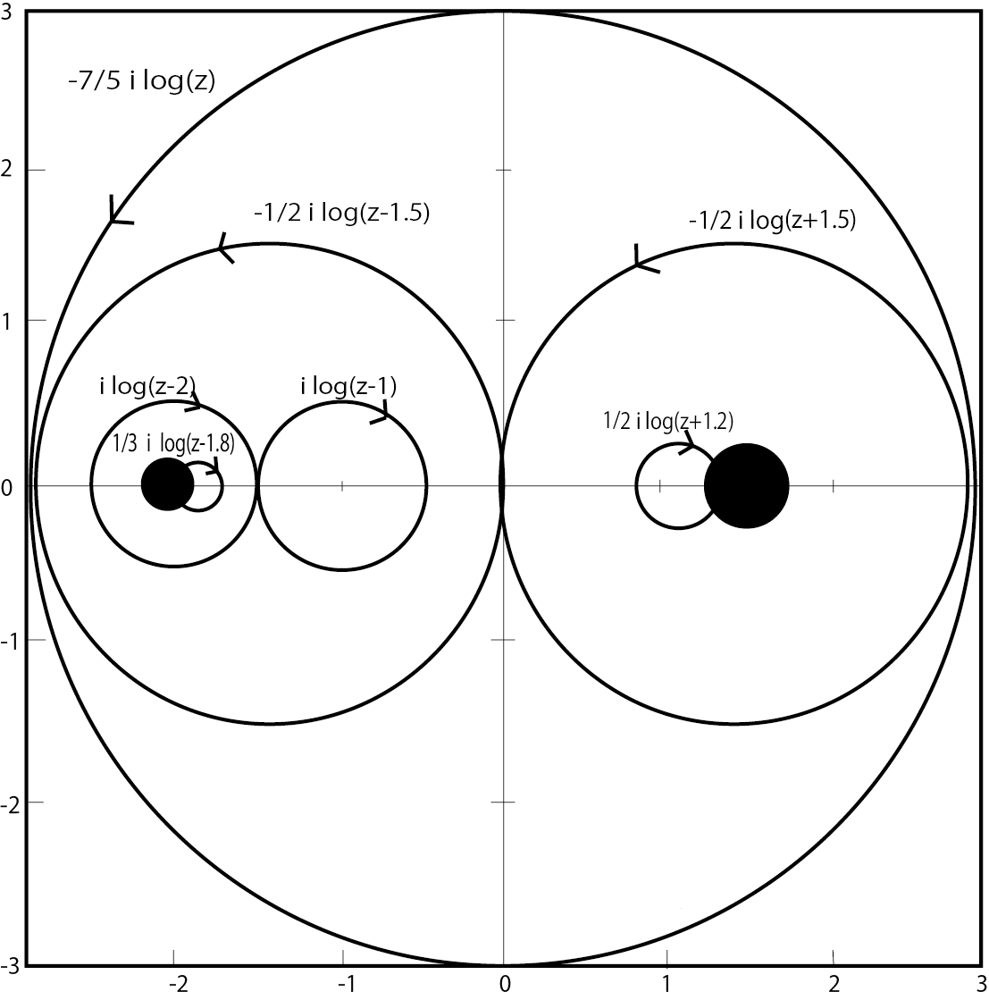 3
-7/5 i log(z)
2
-1/2 i log(z-1.5)
-1/2 i log(z+1.5)
1
i log(z-2)
i log(z-1)
1/2 i log(z+1.2)
1/3 i log(z-1.8)
0
-1
-2
-3
-2 -1 0 1 2 3